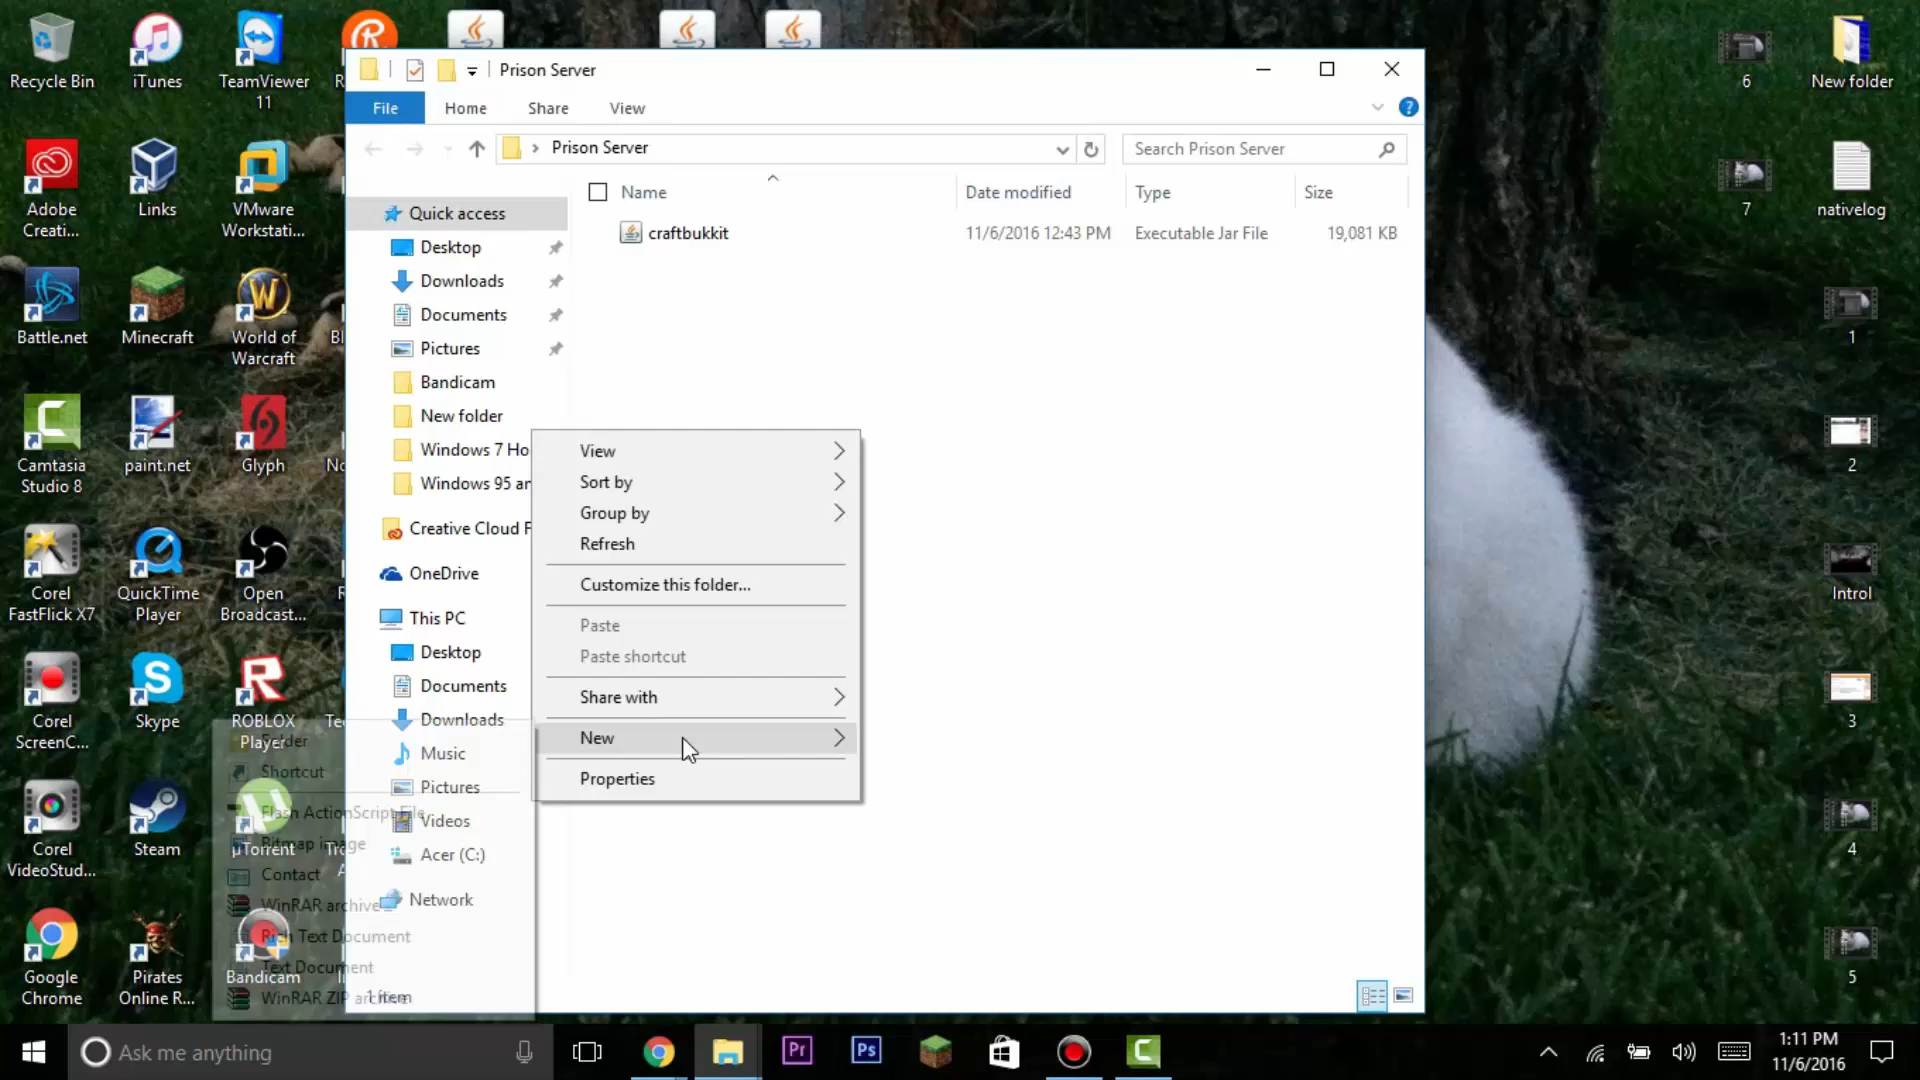 Recycle Bin
iTunes
TeamViewer
11
Adobe
Creati...
Links
VMware
Workstati...
Battle.net
Minecraft
World of
Warcraft
Camtasia
Studio 8
paint.net
Glyph
Corel
FastFlick X7
QuickTime
Player
Open
Broadcast...
Corel
ScreenC...
Skype
ROBLOX
Player
Corel
VideoStud...
Steam
µTorrent
Google
Chrome
Pirates
Online R...
Bandicam
Prison Server
File
Home
Share
View
Prison Server
Search Prison Server
Name
Date modified
Type
Size
craftbukkit
11/6/2016 12:43 PM
Executable Jar File
19,081 KB
Quick access
Desktop
Downloads
Documents
Pictures
Bandicam
New folder
Windows 7 Ho
Windows 95 an
Creative Cloud F
OneDrive
This PC
Desktop
Documents
Downloads
Music
Pictures
Videos
Acer (C:)
Network
1 item
View
Sort by
Group by
Refresh
Customize this folder...
Paste
Paste shortcut
Share with
New
Properties
Folder
Shortcut
Flash ActionScript File
Bitmap image
Contact
WinRAR archive
Rich Text Document
Text Document
WinRAR ZIP archive
6
New folder
7
nativelog
1
2
Introl
3
4
5
Ask me anything
Pr
Ps
1:11 PM
11/6/2016